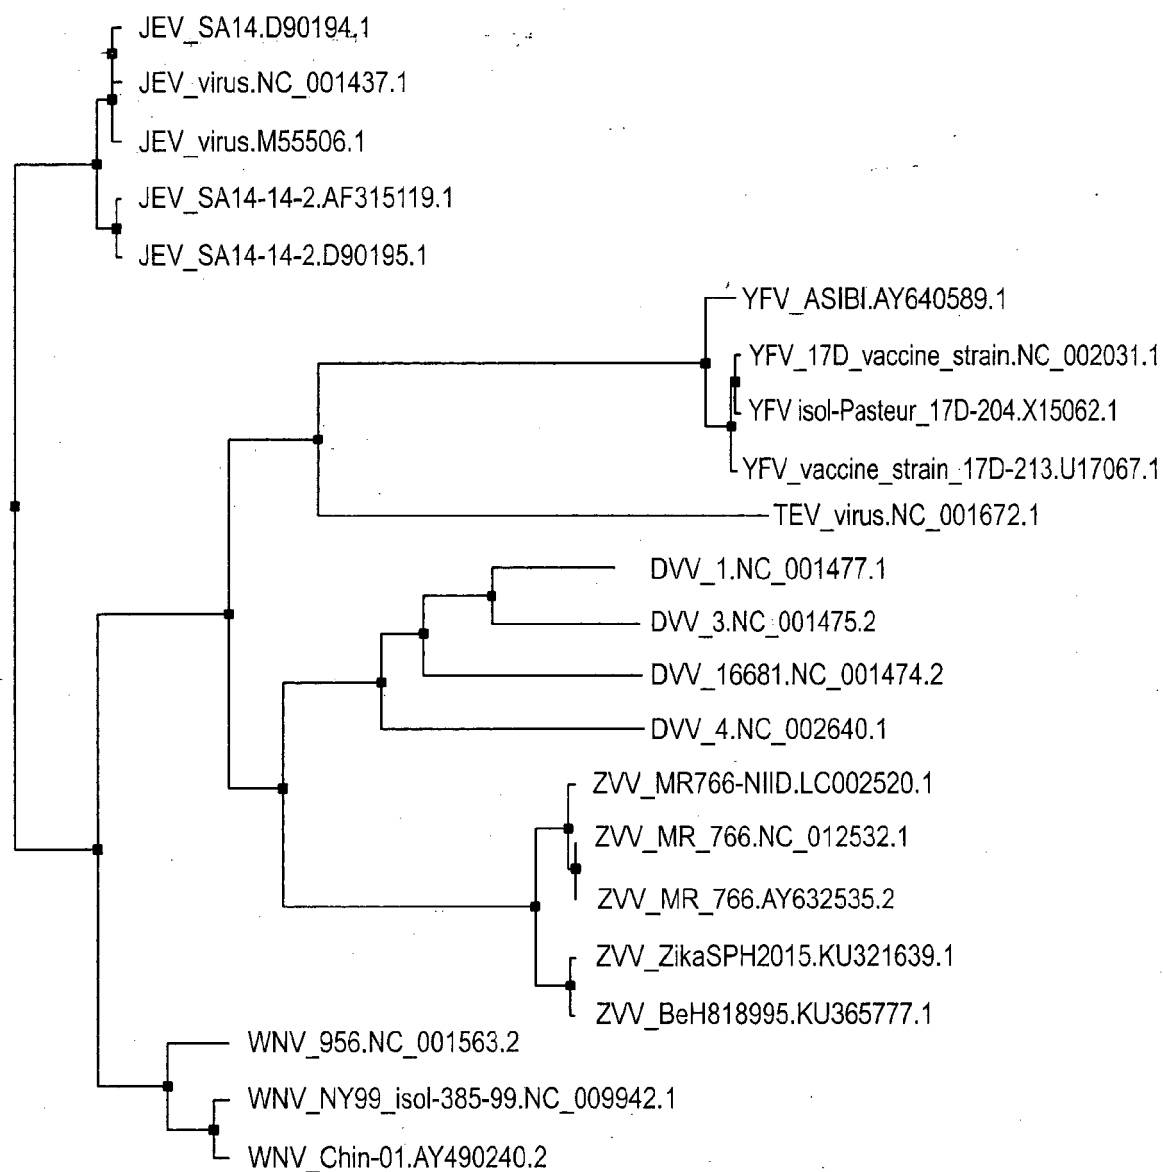 JEV_SA14.D90194.1
JEV_virus.NC_001437.1
JEV_virus.M55506.1
JEV_SA14-14-2.AF315119.1
JEV_SA14-14-2.D90195.1
YFV_ASIBI.AY640589.1
YFV_17D_vaccine_strain.NC_002031.1
YFV isol-Pasteur_17D-204.X15062.1
YFV_vaccine_strain_17D-213.U17067.1
TEV_virus.NC_001672.1
DVV_1.NC_001477.1
DVV_3.NC_001475.2
DVV_16681.NC_001474.2
DVV_4.NC_002640.1
ZVV_MR766-NIID.LC002520.1
ZVV_MR_766.NC_012532.1
ZVV_MR_766.AY632535.2
ZVV_ZikaSPH2015.KU321639.1
ZVV_BeH818995.KU365777.1
WNV_956.NC_001563.2
WNV_NY99_isol-385-99.NC_009942.1
WNV_Chin-01.AY490240.2